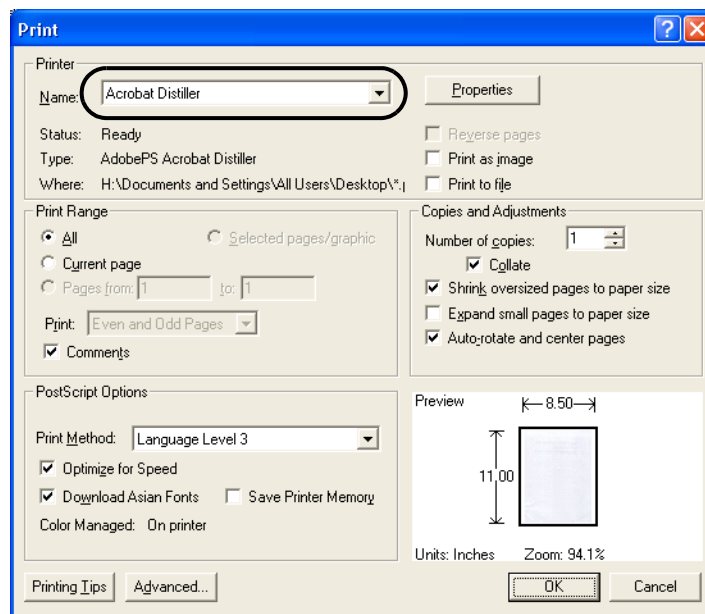 Print
Printer
Name: Acrobat Distiller
Properties
Status: Ready
Reverse pages
Type: AdobePS Acrobat Distiller
Print as image
Where: H:\Documents and Settings\All Users\Desktop\*.p
Print to file
Print Range
All
Selected pages/graphic
Current page
Pages from: 1 to: 1
Print: Even and Odd Pages
Comments
Copies and Adjustments
Number of copies: 1
Collate
Shrink oversized pages to paper size
Expand small pages to paper size
Auto-rotate and center pages
PostScript Options
Print Method: Language Level 3
Optimize for Speed
Download Asian Fonts
Save Printer Memory
Color Managed: On printer
Preview
8.50
11.00
Units: Inches Zoom: 94.1%
Printing Tips
Advanced...
OK
Cancel